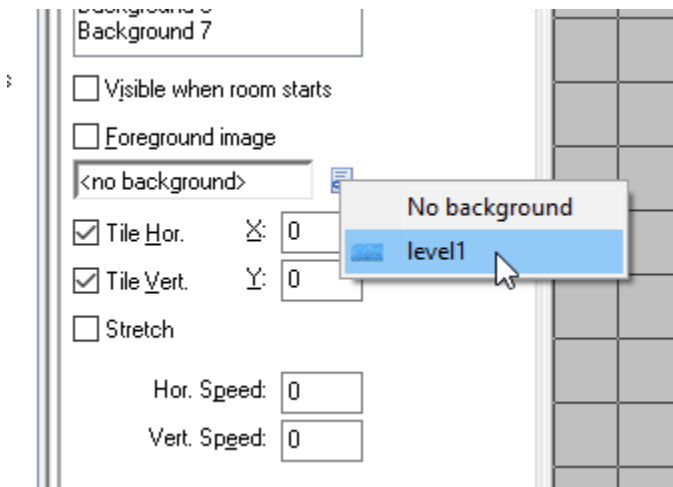 Background 7
Visible when room starts
Foreground image
<no background>
No background
Tile Hor. X: 0
level1
Tile Vert. Y: 0
Stretch
Hor. Speed: 0
Vert. Speed: 0